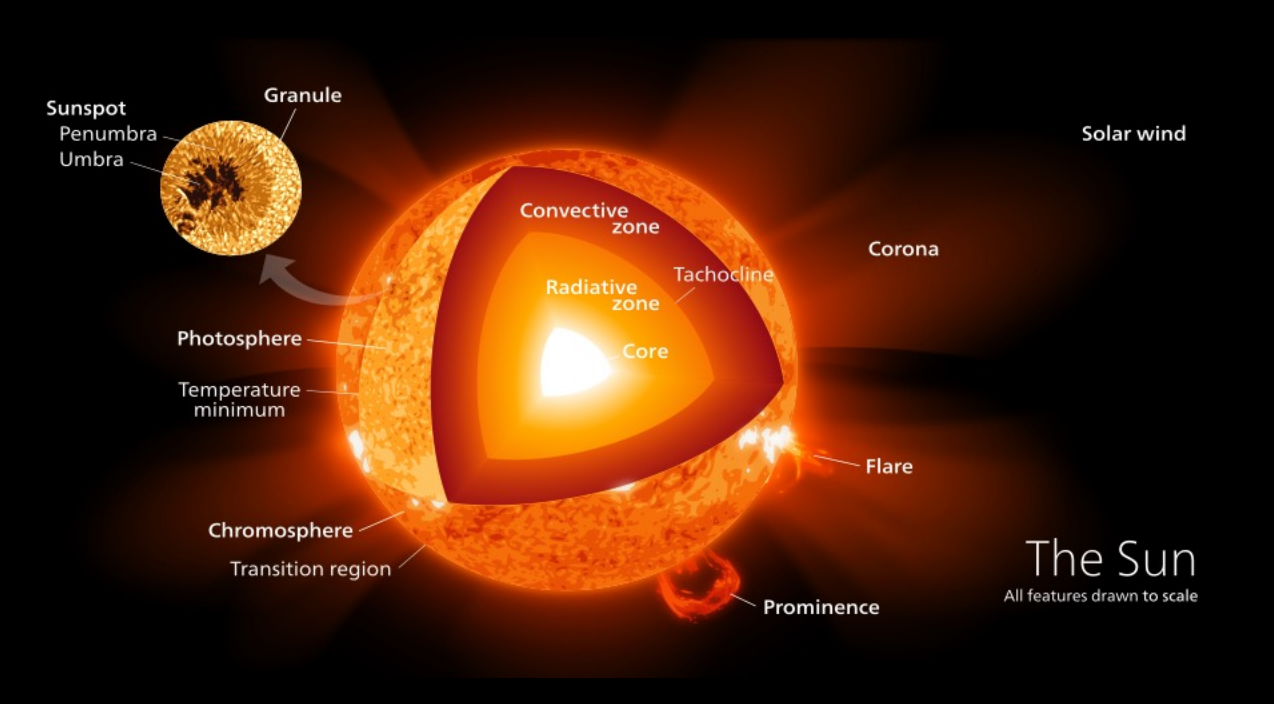 Granule
Sunspot
Penumbra
Umbra
Solar wind
Convective
zone
Corona
Tachocline
Radiative
zone
Photosphere
Core
Temperature
minimum
Flare
Chromosphere
Transition region
The Sun
All features drawn to scale
Prominence